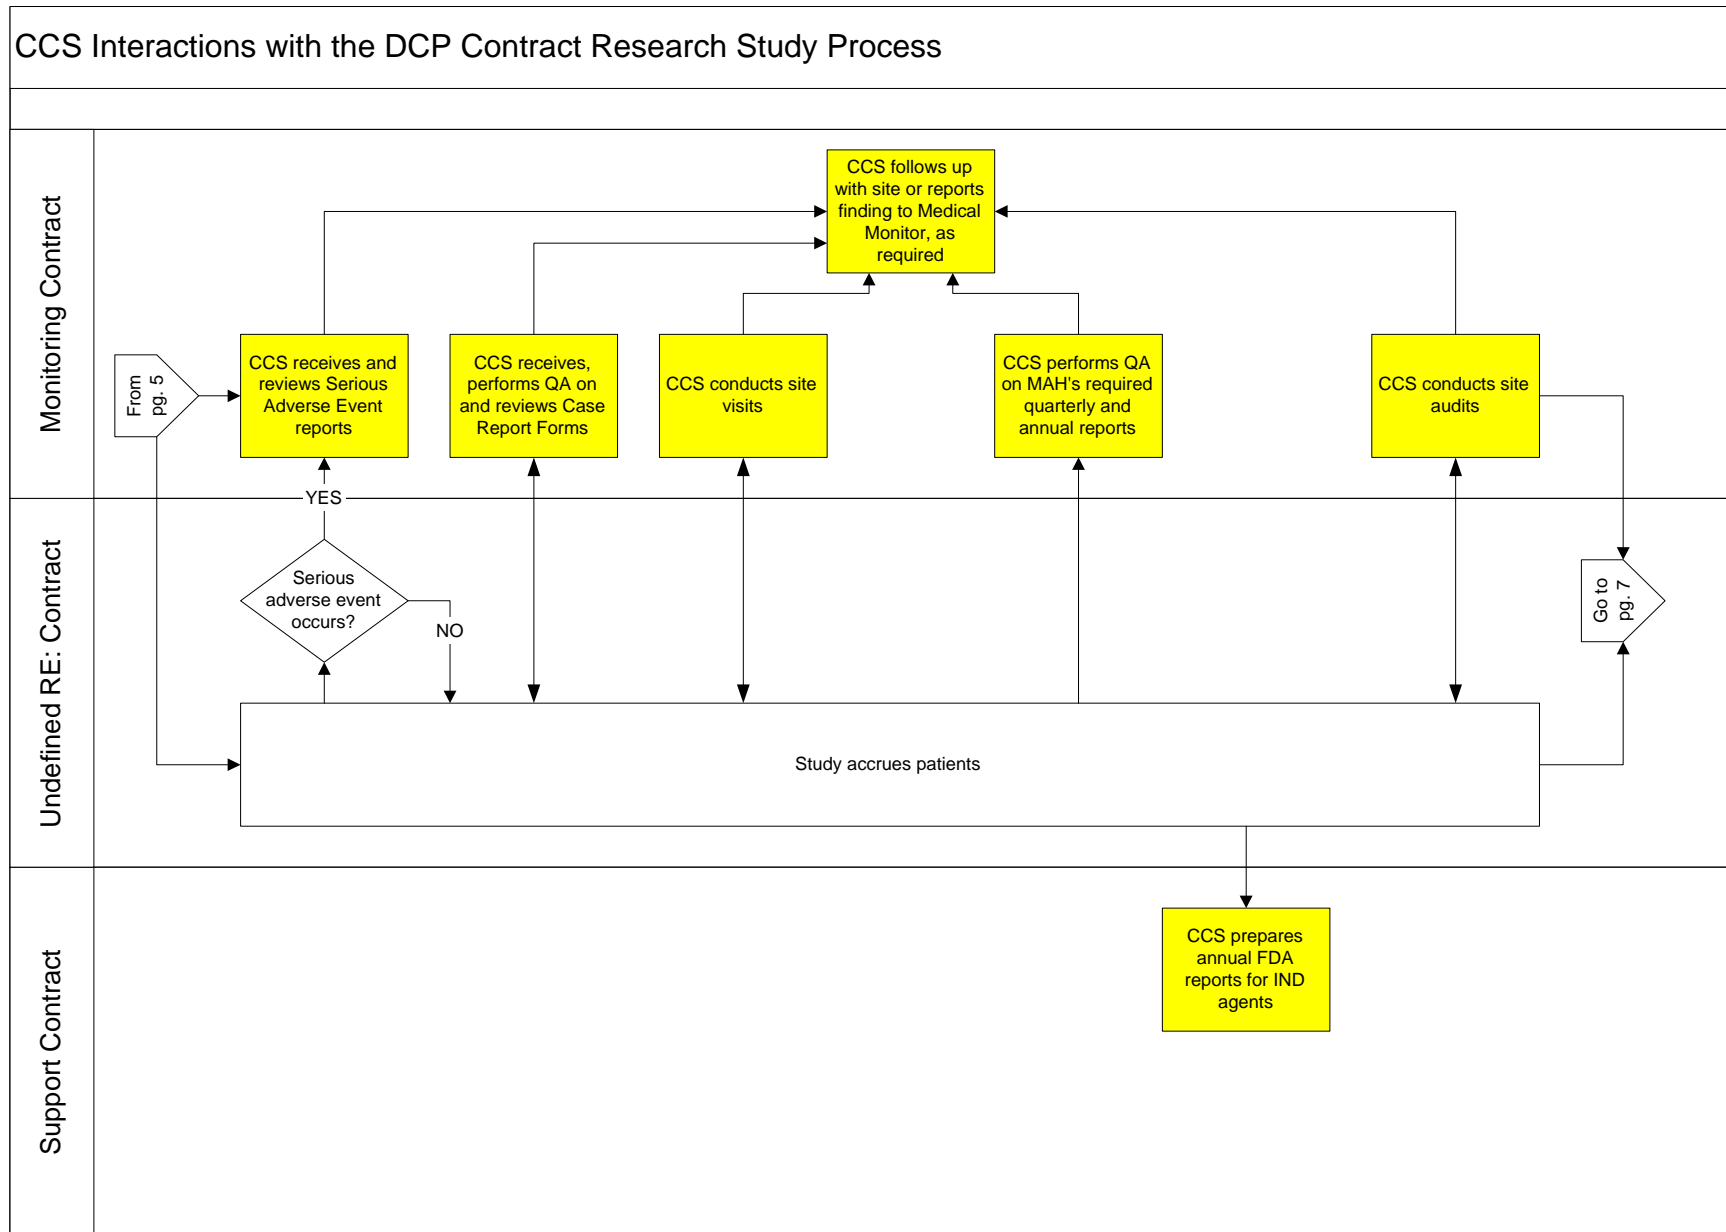 CCS Interactions with the DCP Contract Research Study Process
Monitoring Contract
CCS follows up
with site or reports
finding to Medical
Monitor, as
required
From
pg. 5
CCS receives and
reviews Serious
Adverse Event
reports
CCS receives,
performs QA on
and reviews Case
Report Forms
CCS conducts site
visits
CCS performs QA
on MAH's required
quarterly and
annual reports
CCS conducts site
audits
YES
Undefined RE: Contract
Serious
adverse event
occurs?
NO
Go to
pg. 7
Study accrues patients
Support Contract
CCS prepares
annual FDA
reports for IND
agents